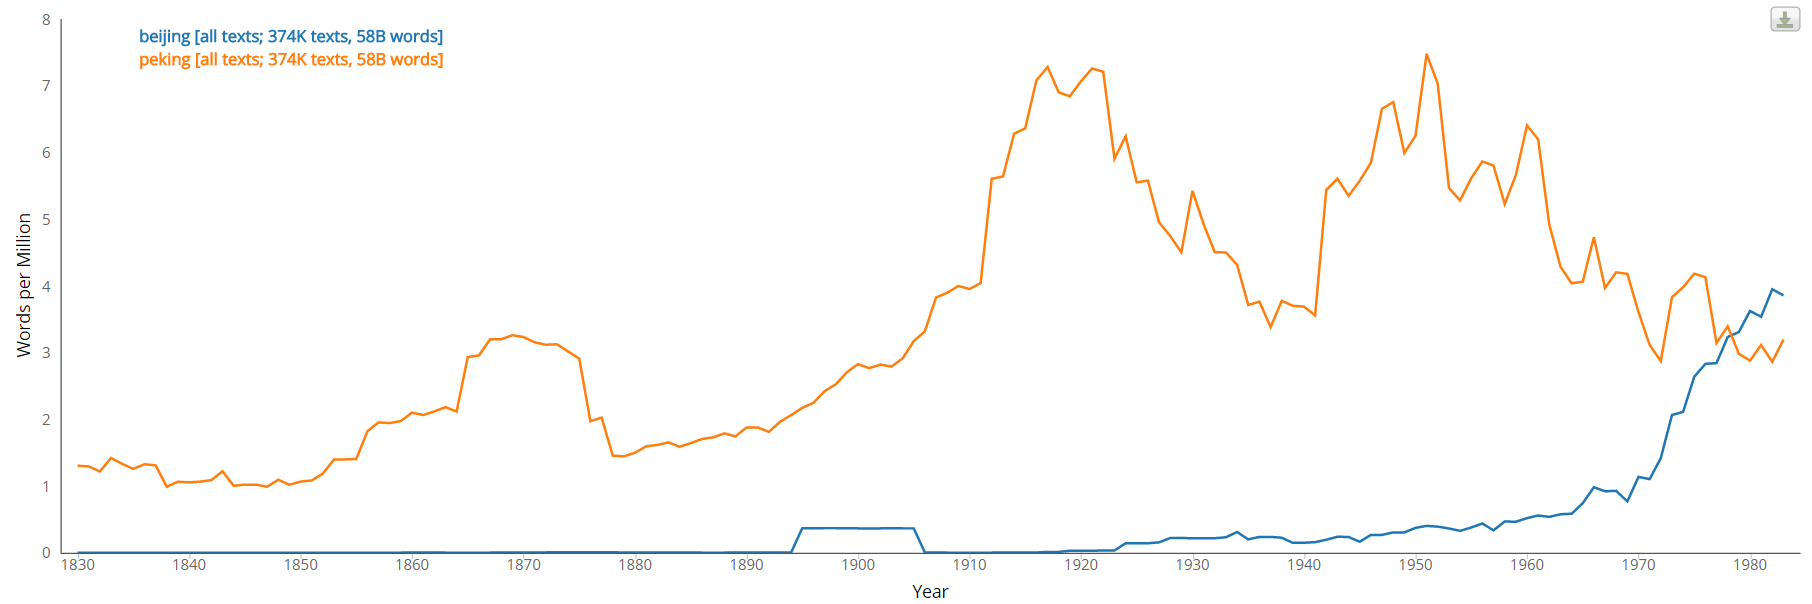 beijing [all texts; 374K texts, 58B words]
peking [all texts; 374K texts, 58B words]
Words per Million
8
7
6
5
4
3
2
1
0
1830 1840 1850 1860 1870 1880 1890 1900 1910 1920 1930 1940 1950 1960 1970 1980
Year